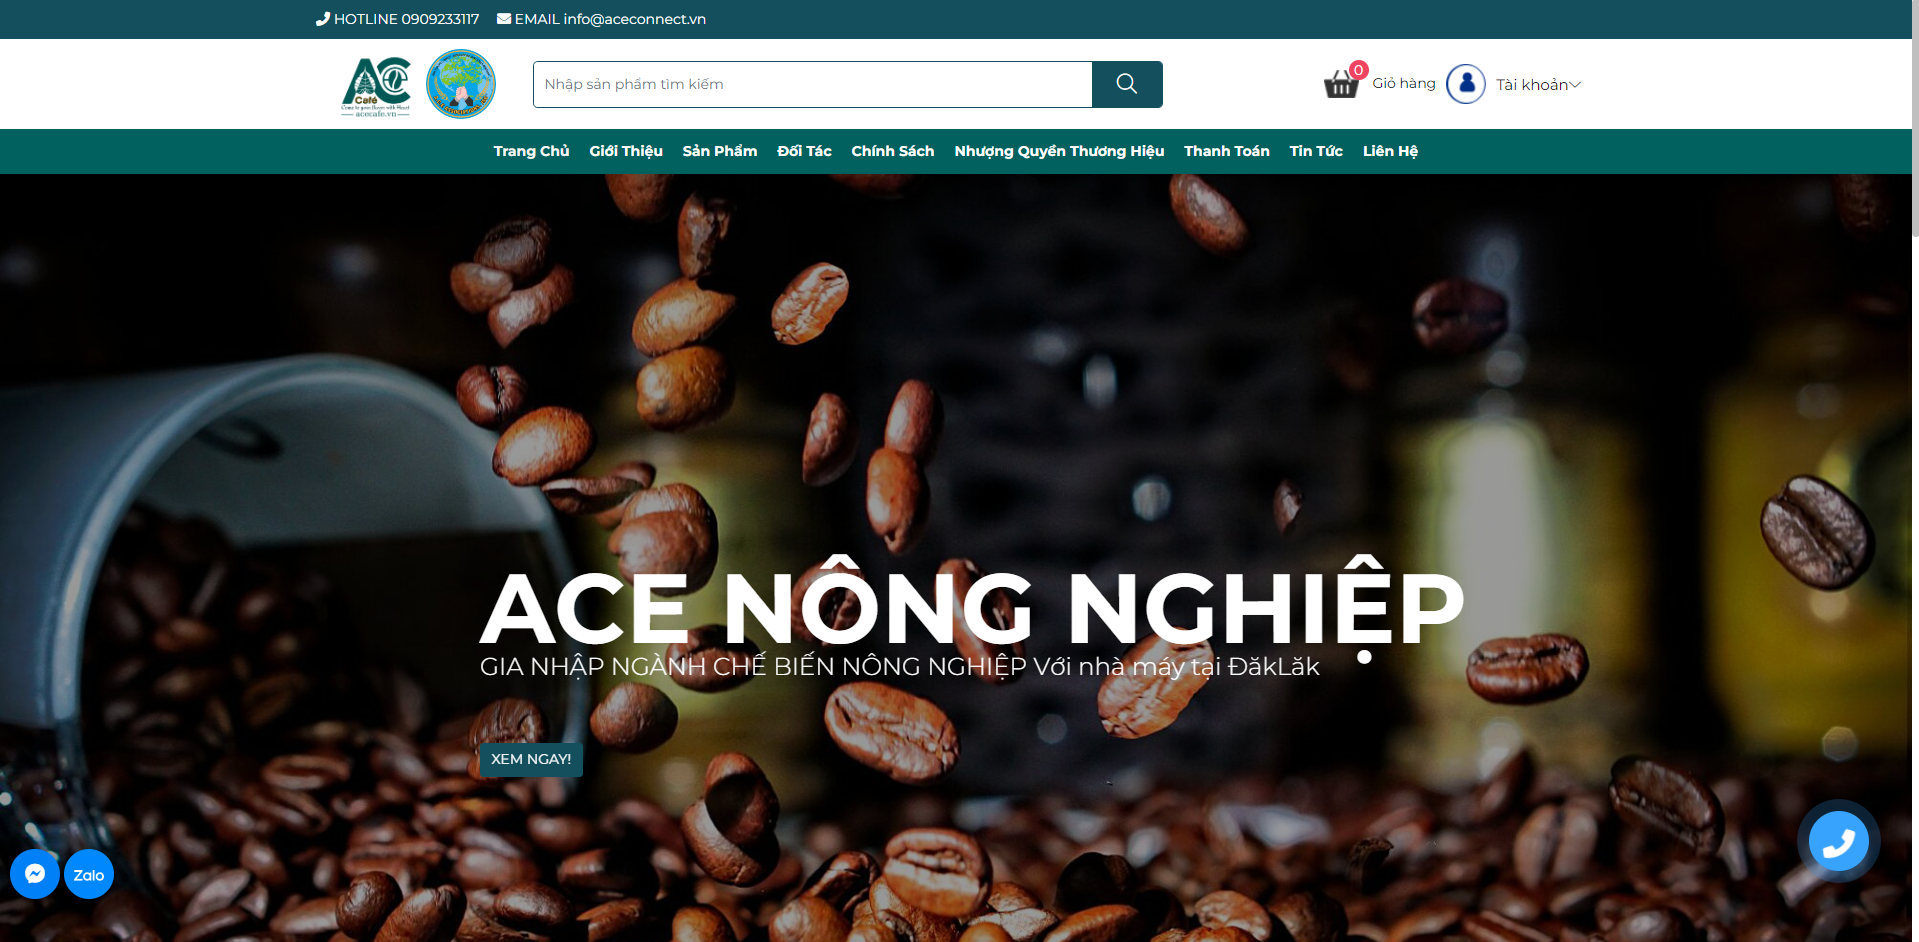 HOTLINE 0909233117 EMAIL info@aceconnect.vn
ACE
Café
acecafe.vn
Nhập sản phẩm tìm kiếm
0
Giỏ hàng
Tài khoản
Trang Chủ Giới Thiệu Sản Phẩm Đối Tác Chính Sách Nhượng Quyền Thương Hiệu Thanh Toán Tin Tức Liên Hệ
ACE NÔNG NGHIỆP
GIA NHẬP NGÀNH CHẾ BIẾN NÔNG NGHIỆP Với nhà máy tại ĐăkLăk
XEM NGAY!
Zalo